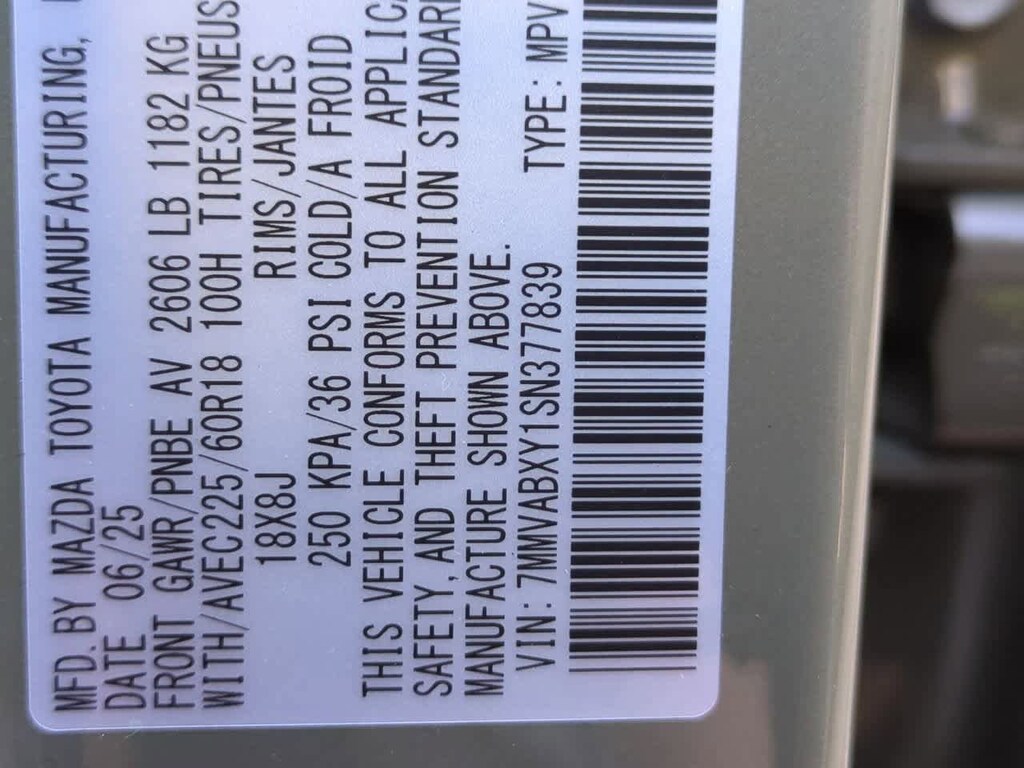 MFD. BY MAZDA TOYOTA MANUFACTURING,
DATE 06/25
FRONT GAWR/PNBE AV 2606 LB 1182 KG
WITH/AVEC225/60R18 100H TIRES/PNEUS
18X8J RIMS/JANTES
250 KPA/36 PSI COLD/A FROID
THIS VEHICLE CONFORMS TO ALL APPLIC
SAFETY, AND THEFT PREVENTION STANDAR
MANUFACTURE SHOWN ABOVE.
VIN: 7MMVABXY1SN377839 TYPE: MPV